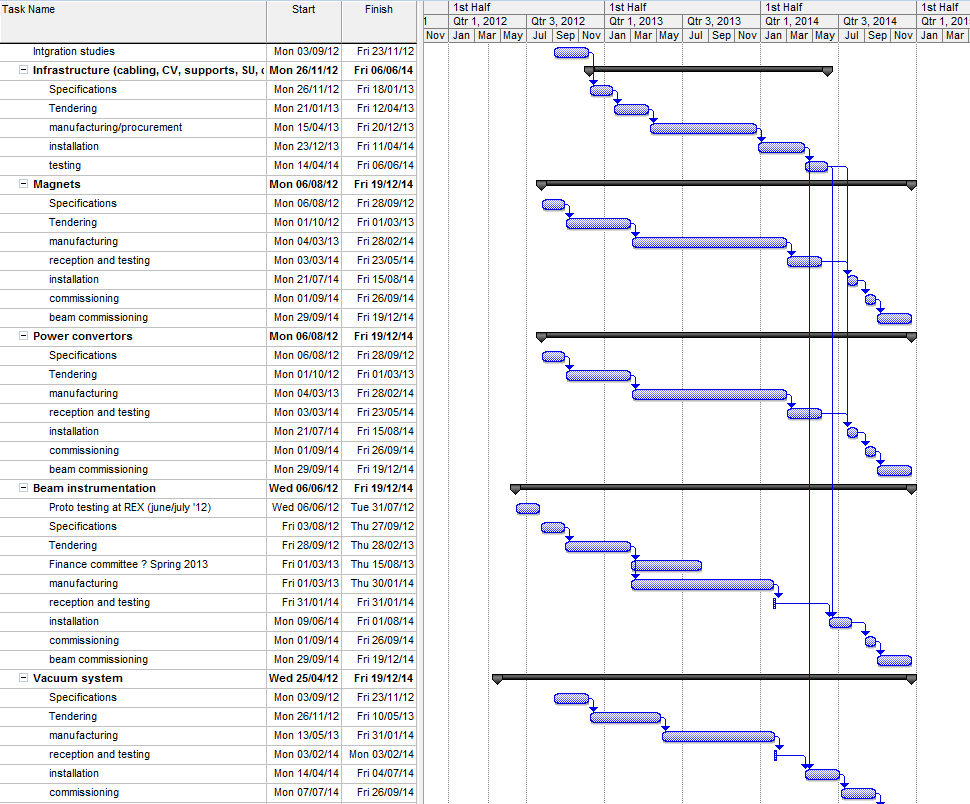 Task Name Start Finish 1st Half 1st Half 1st Half 1st Half
1 Qtr 1, 2012 Qtr 3, 2012 Qtr 1, 2013 Qtr 3, 2013 Qtr 1, 2014 Qtr 3, 2014 Qtr 1, 201
Nov Jan Mar May Jul Sep Nov Jan Mar May Jul Sep Nov Jan Mar May Jul Sep Nov Jan Mar
Intgration studies Mon 03/09/12 Fri 23/11/12
Infrastructure (cabling, CV, supports, SU, Mon 26/11/12 Fri 06/06/14
Specifications Mon 26/11/12 Fri 18/01/13
Tendering Mon 21/01/13 Fri 12/04/13
manufacturing/procurement Mon 15/04/13 Fri 20/12/13
installation Mon 23/12/13 Fri 11/04/14
testing Mon 14/04/14 Fri 06/06/14
Magnets Mon 06/08/12 Fri 19/12/14
Specifications Mon 06/08/12 Fri 28/09/12
Tendering Mon 01/10/12 Fri 01/03/13
manufacturing Mon 04/03/13 Fri 28/02/14
reception and testing Mon 03/03/14 Fri 23/05/14
installation Mon 21/07/14 Fri 15/08/14
commissioning Mon 01/09/14 Fri 26/09/14
beam commissioning Mon 29/09/14 Fri 19/12/14
Power convertors Mon 06/08/12 Fri 19/12/14
Specifications Mon 06/08/12 Fri 28/09/12
Tendering Mon 01/10/12 Fri 01/03/13
manufacturing Mon 04/03/13 Fri 28/02/14
reception and testing Mon 03/03/14 Fri 23/05/14
installation Mon 21/07/14 Fri 15/08/14
commissioning Mon 01/09/14 Fri 26/09/14
beam commissioning Mon 29/09/14 Fri 19/12/14
Beam instrumentation Wed 06/06/12 Fri 19/12/14
Proto testing at REX (june/july '12) Wed 06/06/12 Tue 31/07/12
Specifications Fri 03/08/12 Thu 27/09/12
Tendering Fri 28/09/12 Thu 28/02/13
Finance committee ? Spring 2013 Fri 01/03/13 Thu 15/08/13
manufacturing Fri 01/03/13 Thu 30/01/14
reception and testing Fri 31/01/14 Fri 31/01/14
installation Mon 09/06/14 Fri 01/08/14
commissioning Mon 01/09/14 Fri 26/09/14
beam commissioning Mon 29/09/14 Fri 19/12/14
Vacuum system Wed 25/04/12 Fri 19/12/14
Specifications Mon 03/09/12 Fri 23/11/12
Tendering Mon 26/11/12 Fri 10/05/13
manufacturing Mon 13/05/13 Fri 31/01/14
reception and testing Mon 03/02/14 Mon 03/02/14
installation Mon 14/04/14 Fri 04/07/14
commissioning Mon 07/07/14 Fri 26/09/14